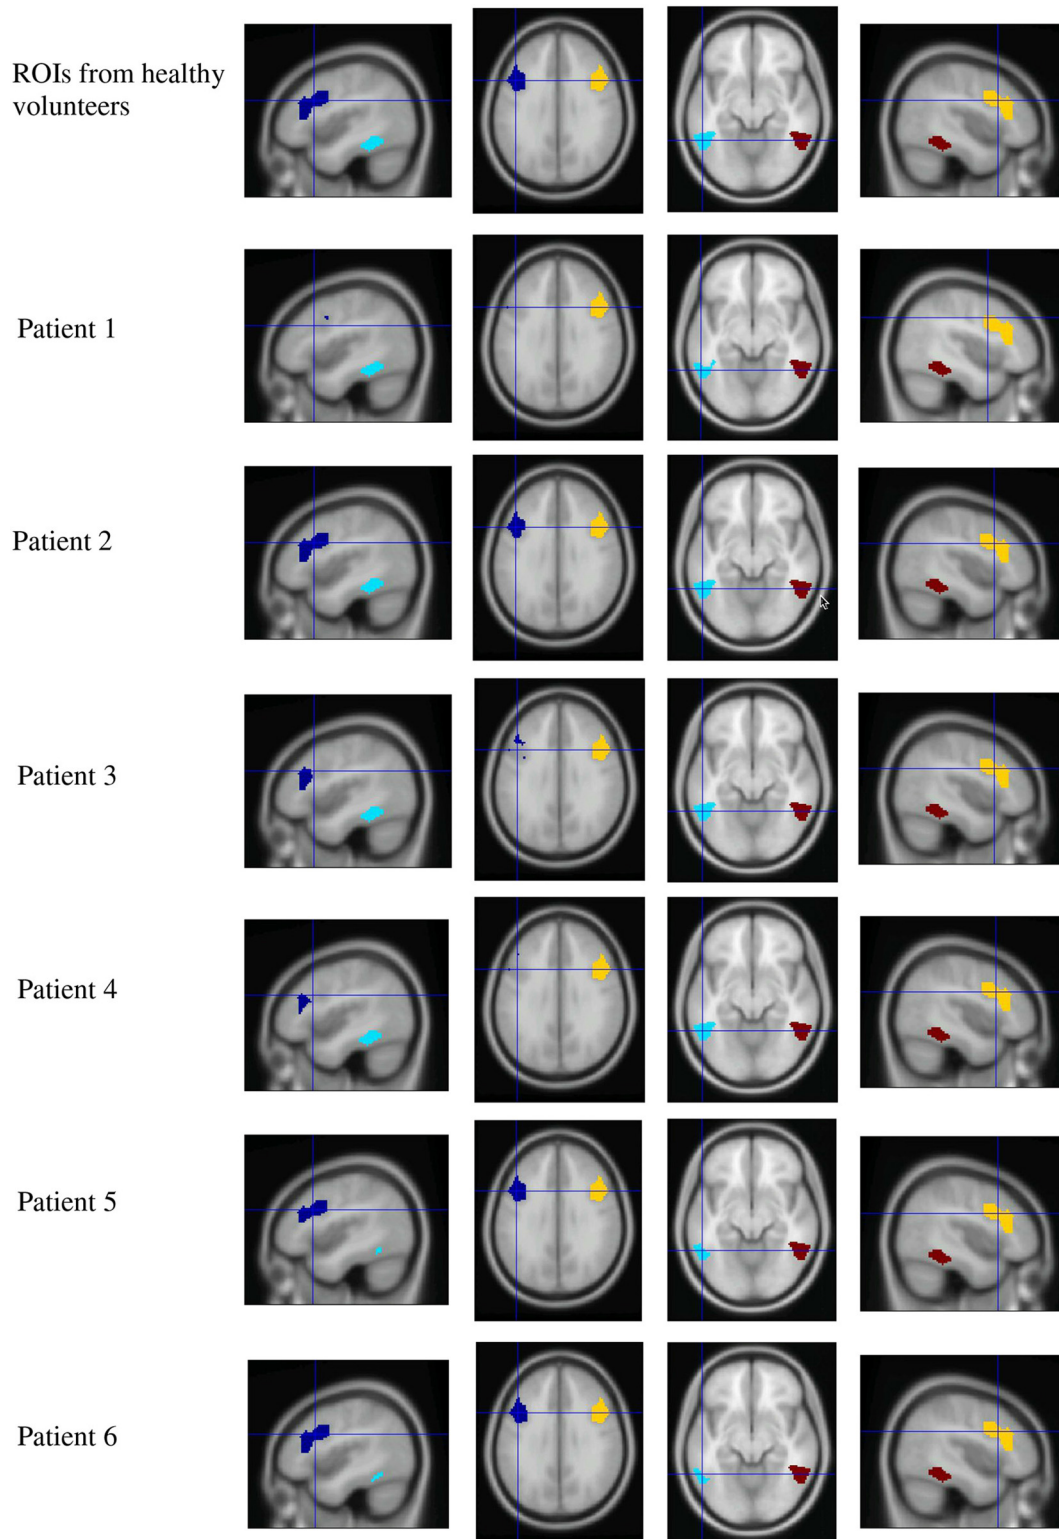 ROIs from healthy
volunteers
Patient 1
Patient 2
Patient 3
Patient 4
Patient 5
Patient 6